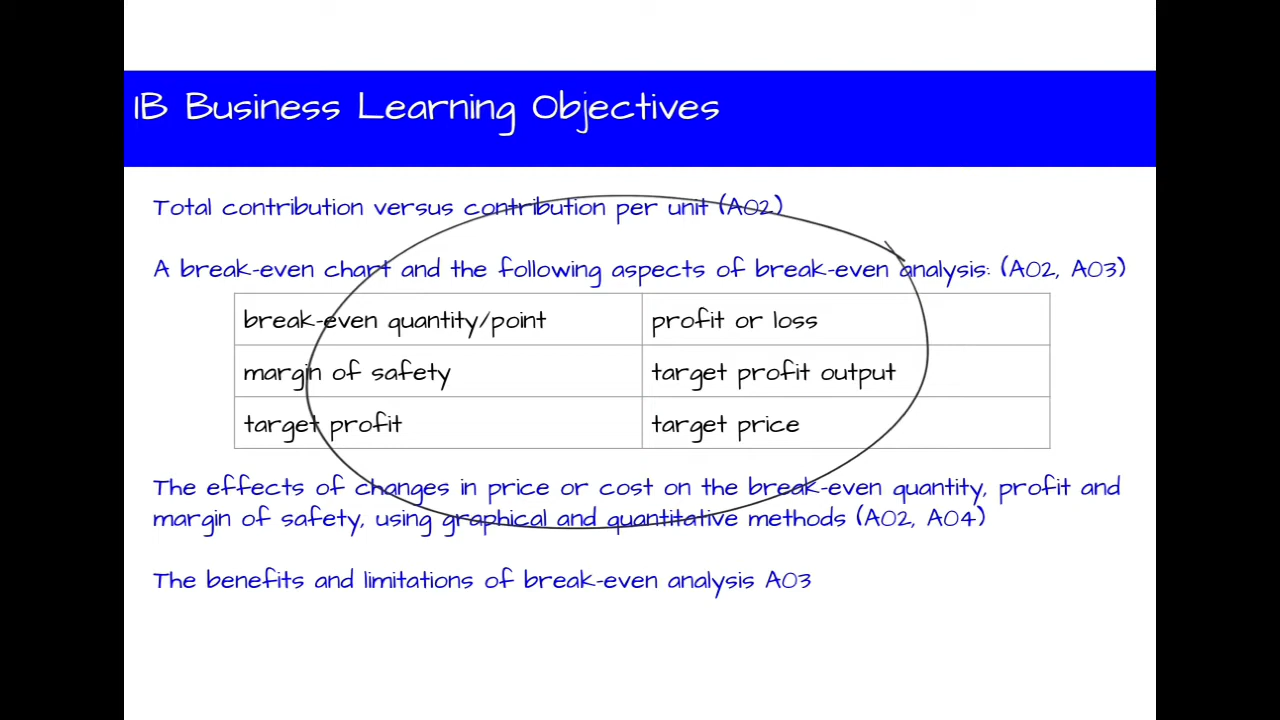 IB Business Learning Objectives
Total contribution versus contribution per unit (AO2)
A break-even chart and the following aspects of break-even analysis: (AO2, AO3)
break-even quantity/point profit or loss
margin of safety target profit output
target profit target price
The effects of changes in price or cost on the break-even quantity, profit and
margin of safety, using graphical and quantitative methods (AO2, AO4)
The benefits and limitations of break-even analysis AO3